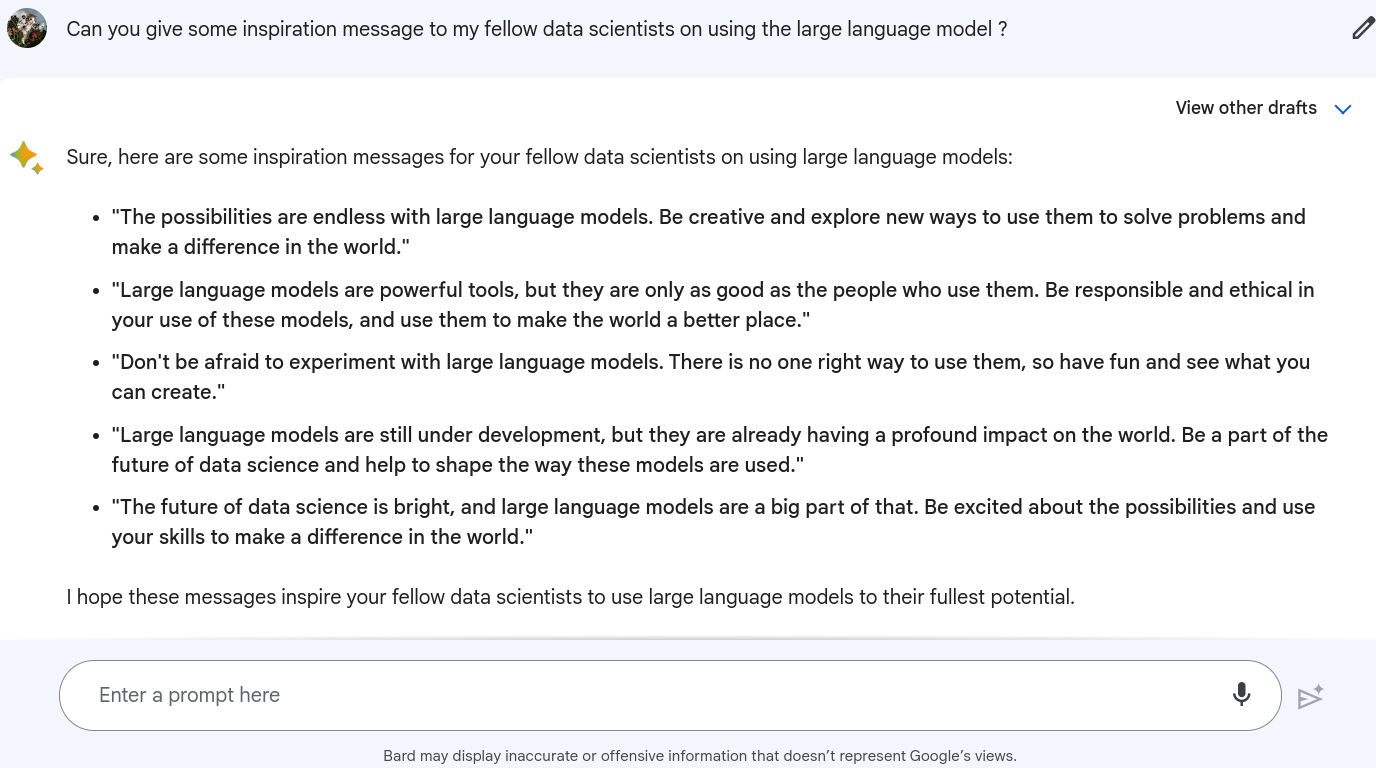 Can you give some inspiration message to my fellow data scientists on using the large language model ?
View other drafts
Sure, here are some inspiration messages for your fellow data scientists on using large language models:
• "The possibilities are endless with large language models. Be creative and explore new ways to use them to solve problems and
make a difference in the world."
• "Large language models are powerful tools, but they are only as good as the people who use them. Be responsible and ethical in
your use of these models, and use them to make the world a better place."
• "Don't be afraid to experiment with large language models. There is no one right way to use them, so have fun and see what you
can create."
• "Large language models are still under development, but they are already having a profound impact on the world. Be a part of the
future of data science and help to shape the way these models are used."
• "The future of data science is bright, and large language models are a big part of that. Be excited about the possibilities and use
your skills to make a difference in the world."
I hope these messages inspire your fellow data scientists to use large language models to their fullest potential.
Enter a prompt here
Bard may display inaccurate or offensive information that doesn’t represent Google’s views.